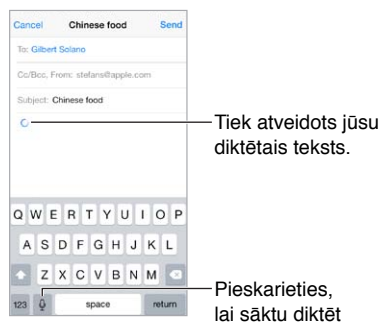 Cancel Chinese food Send
To: Gilbert Solano
Cc/Bcc, From: stefans@apple.com
Subject: Chinese food
Tiek atveidots jūsu
diktētais teksts.
Q W E R T Y U I O P
A S D F G H J K L
Z X C V B N M
123 space return
Pieskarieties,
lai sāktu diktēt